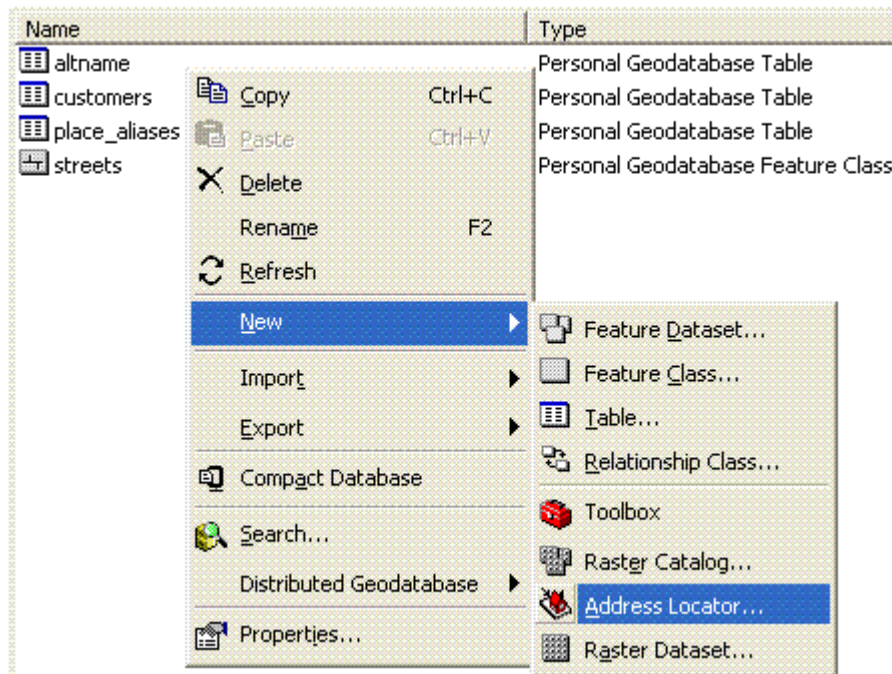 Name Type
altname Personal Geodatabase Table
customers Personal Geodatabase Table
place_aliases Personal Geodatabase Table
streets Personal Geodatabase Feature Class
Copy Ctrl+C
Paste Ctrl+V
Delete
Rename F2
Refresh
New
Import
Export
Compact Database
Search...
Distributed Geodatabase
Properties...
Feature Dataset...
Feature Class...
Table...
Relationship Class...
Toolbox
Raster Catalog...
Address Locator...
Raster Dataset...